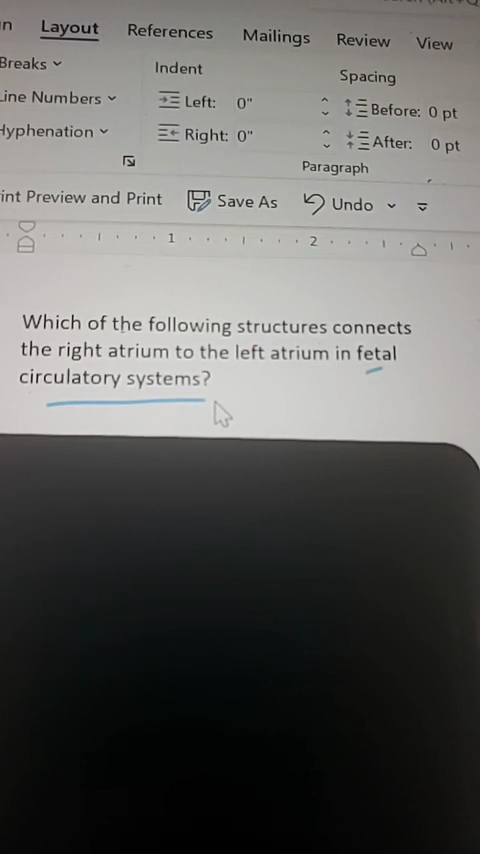 Layout References Mailings Review View
Breaks Indent Spacing
Line Numbers Left: 0" Before: 0 pt
Hyphenation Right: 0" After: 0 pt
Paragraph
Print Preview and Print Save As Undo
1 2
Which of the following structures connects
the right atrium to the left atrium in fetal
circulatory systems?